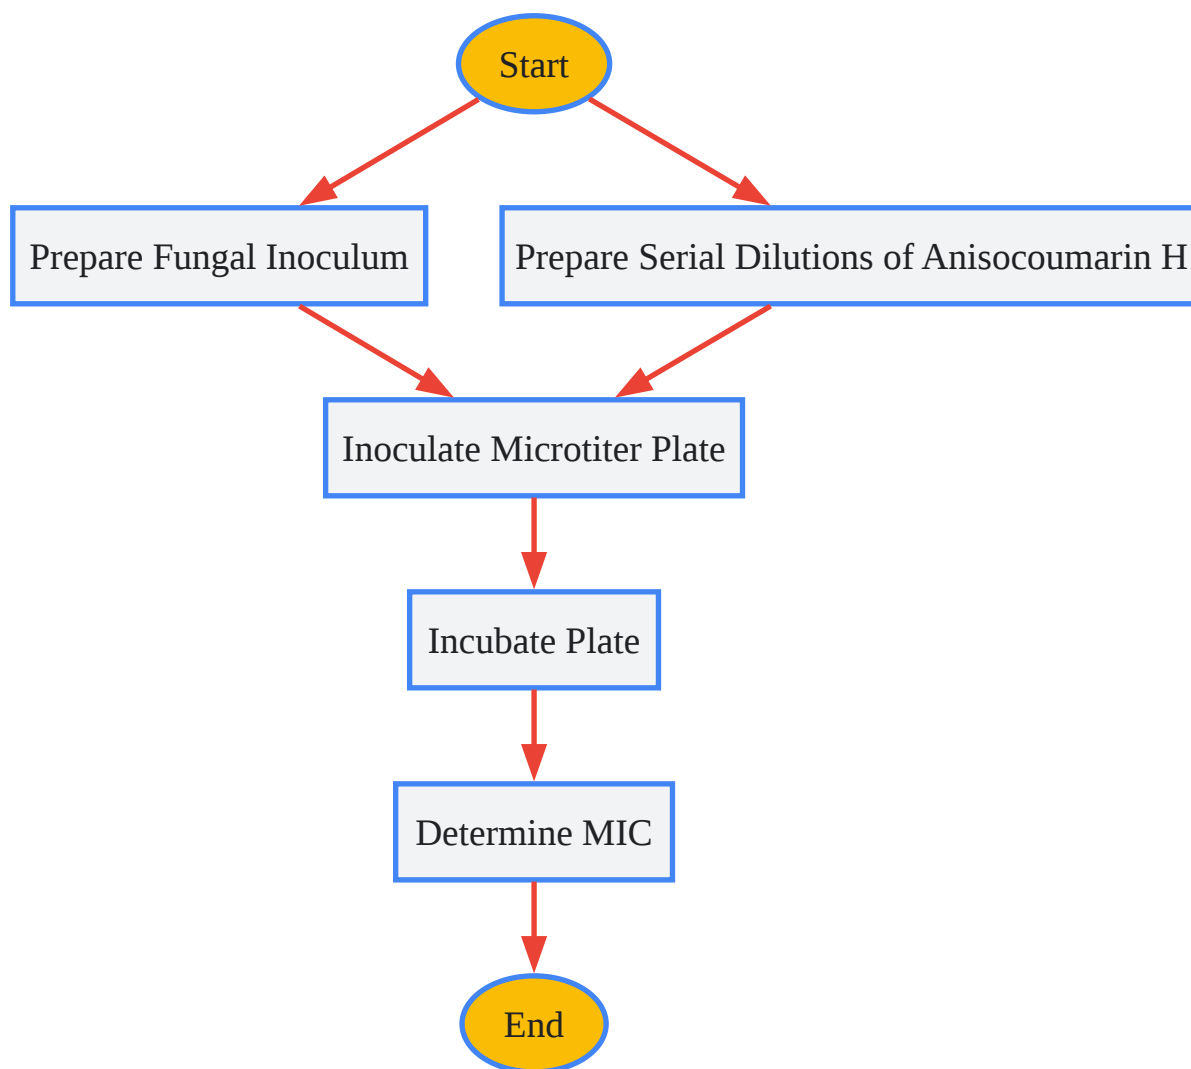 Start
Prepare Fungal Inoculum
Prepare Serial Dilutions of Anisocoumarin H
Inoculate Microtiter Plate
Incubate Plate
Determine MIC
End